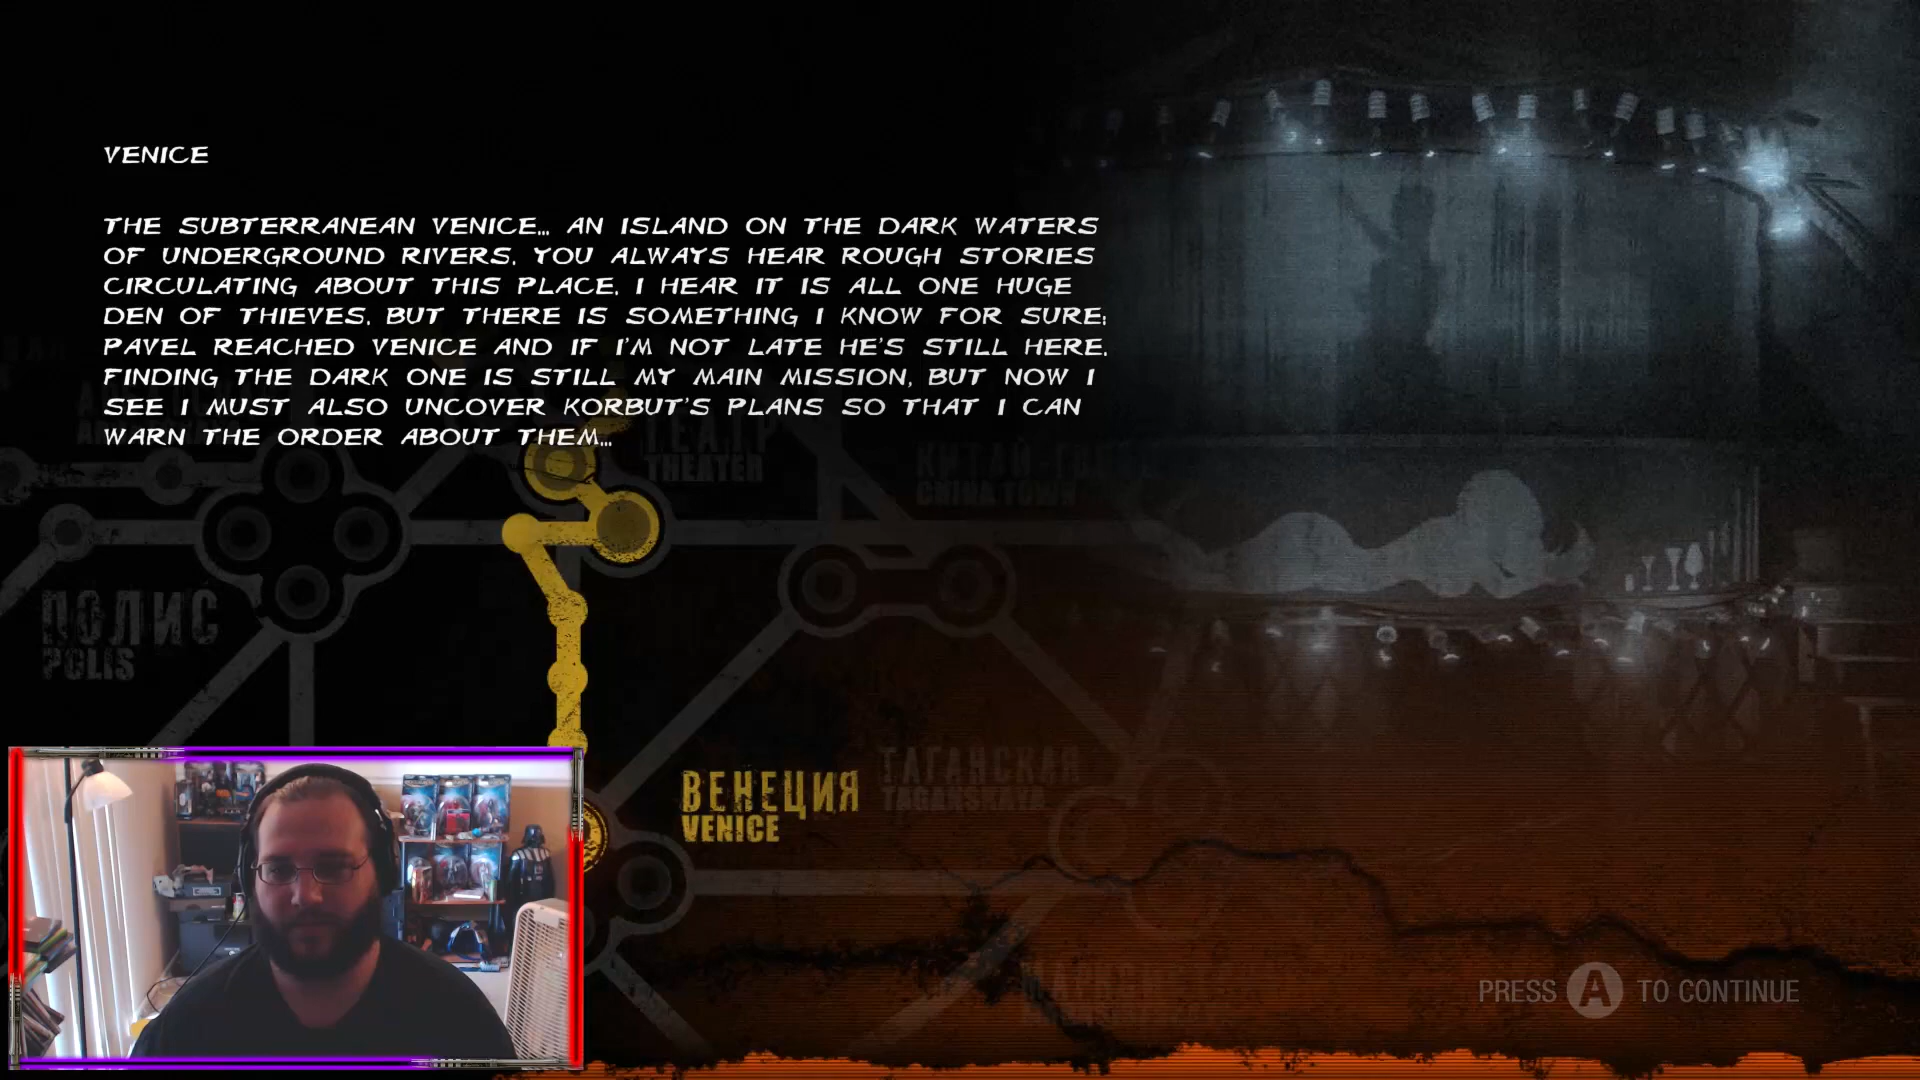 VENICE
THE SUBTERRANEAN VENICE... AN ISLAND ON THE DARK WATERS
OF UNDERGROUND RIVERS. YOU ALWAYS HEAR ROUGH STORIES
CIRCULATING ABOUT THIS PLACE. I HEAR IT IS ALL ONE HUGE
DEN OF THIEVES. BUT THERE IS SOMETHING I KNOW FOR SURE:
PAVEL REACHED VENICE AND IF I'M NOT LATE HE'S STILL HERE.
FINDING THE DARK ONE IS STILL MY MAIN MISSION, BUT NOW I
SEE I MUST ALSO UNCOVER KORBUT'S PLANS SO THAT I CAN
WARN THE ORDER ABOUT THEM...
ТЕАТР
THEATER
КИТАЙ-ГОРОД
CHINA TOWN
ПОЛИС
POLIS
ВЕНЕЦИЯ
VENICE
ТАГАНСКАЯ
TAGANSKAYA
PRESS A TO CONTINUE